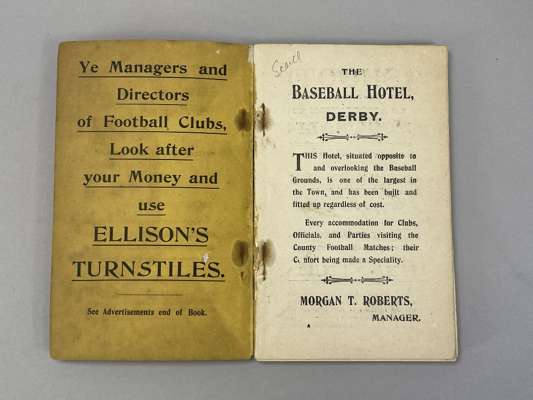 Ye Managers and
Directors
of Football Clubs,
Look after
your Money and
use
ELLISON'S
TURNSTILES.
See Advertisements end of Book.
THE
BASEBALL HOTEL,
DERBY.
THIS Hotel, situated opposite to
and overlooking the Baseball
Grounds, is one of the largest in
the Town, and has been built and
fitted up regardless of cost.
Every accommodation for Clubs,
Officials, and Parties visiting the
County Football Matches; their
Comfort being made a Speciality.
MORGAN T. ROBERTS,
MANAGER.